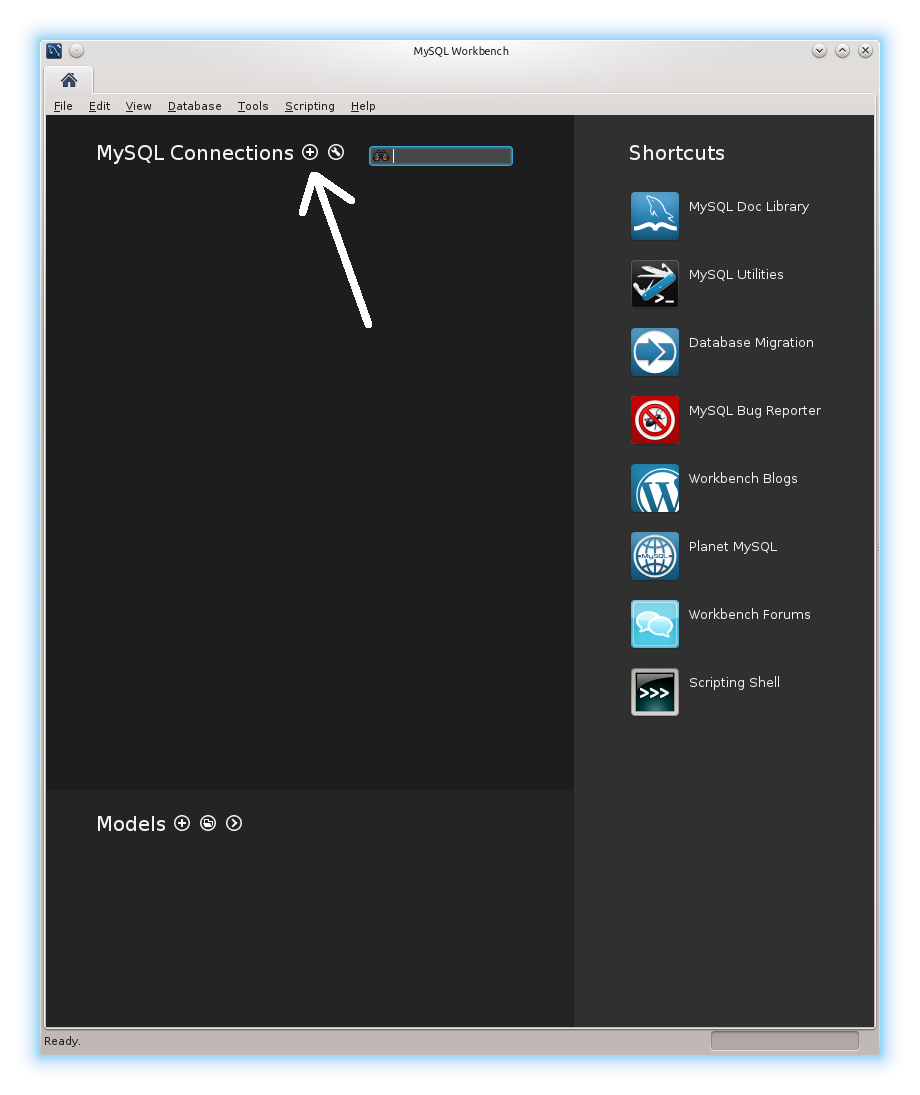 MySQL Workbench
File Edit View Database Tools Scripting Help
MySQL Connections
Shortcuts
MySQL Doc Library
MySQL Utilities
>_
Database Migration
MySQL Bug Reporter
Workbench Blogs
W
Planet MySQL
MySQL
Workbench Forums
Scripting Shell
>>>
Models
Ready.